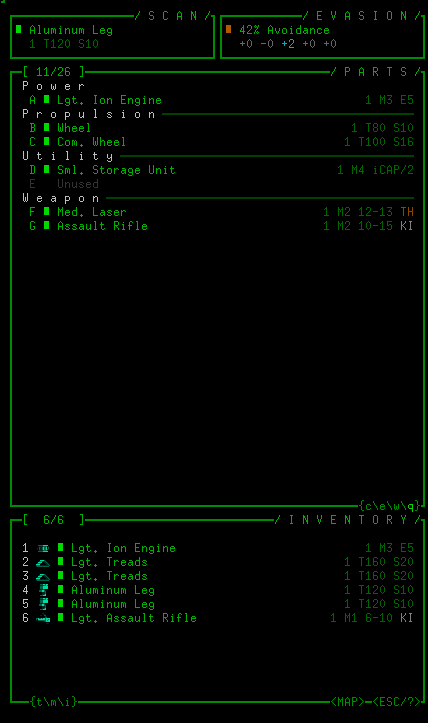 / S C A N /
/ E V A S I O N /
Aluminum Leg
1 T120 S10
42% Avoidance
+0 -0 +2 +0 +0
[ 11/26 ]
/ P A R T S /
P o w e r
A Lgt. Ion Engine 1 M3 E5
P r o p u l s i o n
B Wheel 1 T80 S10
C Com. Wheel 1 T100 S16
U t i l i t y
D Sml. Storage Unit 1 M4 iCAP/2
E Unused
W e a p o n
F Med. Laser 1 M2 12-13 TH
G Assault Rifle 1 M2 10-15 KI
{c\e\w\q}
[ 6/6 ]
/ I N V E N T O R Y /
1 Lgt. Ion Engine 1 M3 E5
2 Lgt. Treads 1 T160 S20
3 Lgt. Treads 1 T160 S20
4 Aluminum Leg 1 T120 S10
5 Aluminum Leg 1 T120 S10
6 Lgt. Assault Rifle 1 M1 6-10 KI
{t\m\i}
<MAP> <ESC/?>